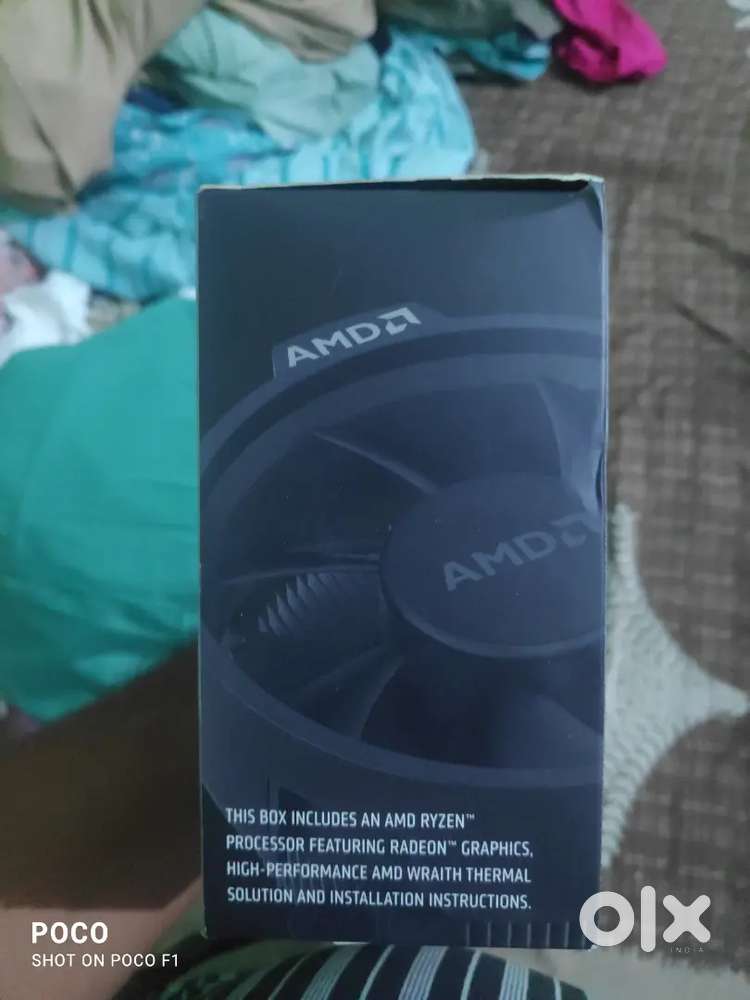 AMD
AMD
THIS BOX INCLUDES AN AMD RYZEN™
PROCESSOR FEATURING RADEON™ GRAPHICS,
HIGH-PERFORMANCE AMD WRAITH THERMAL
SOLUTION AND INSTALLATION INSTRUCTIONS.
POCO
SHOT ON POCO F1
olx
INDIA